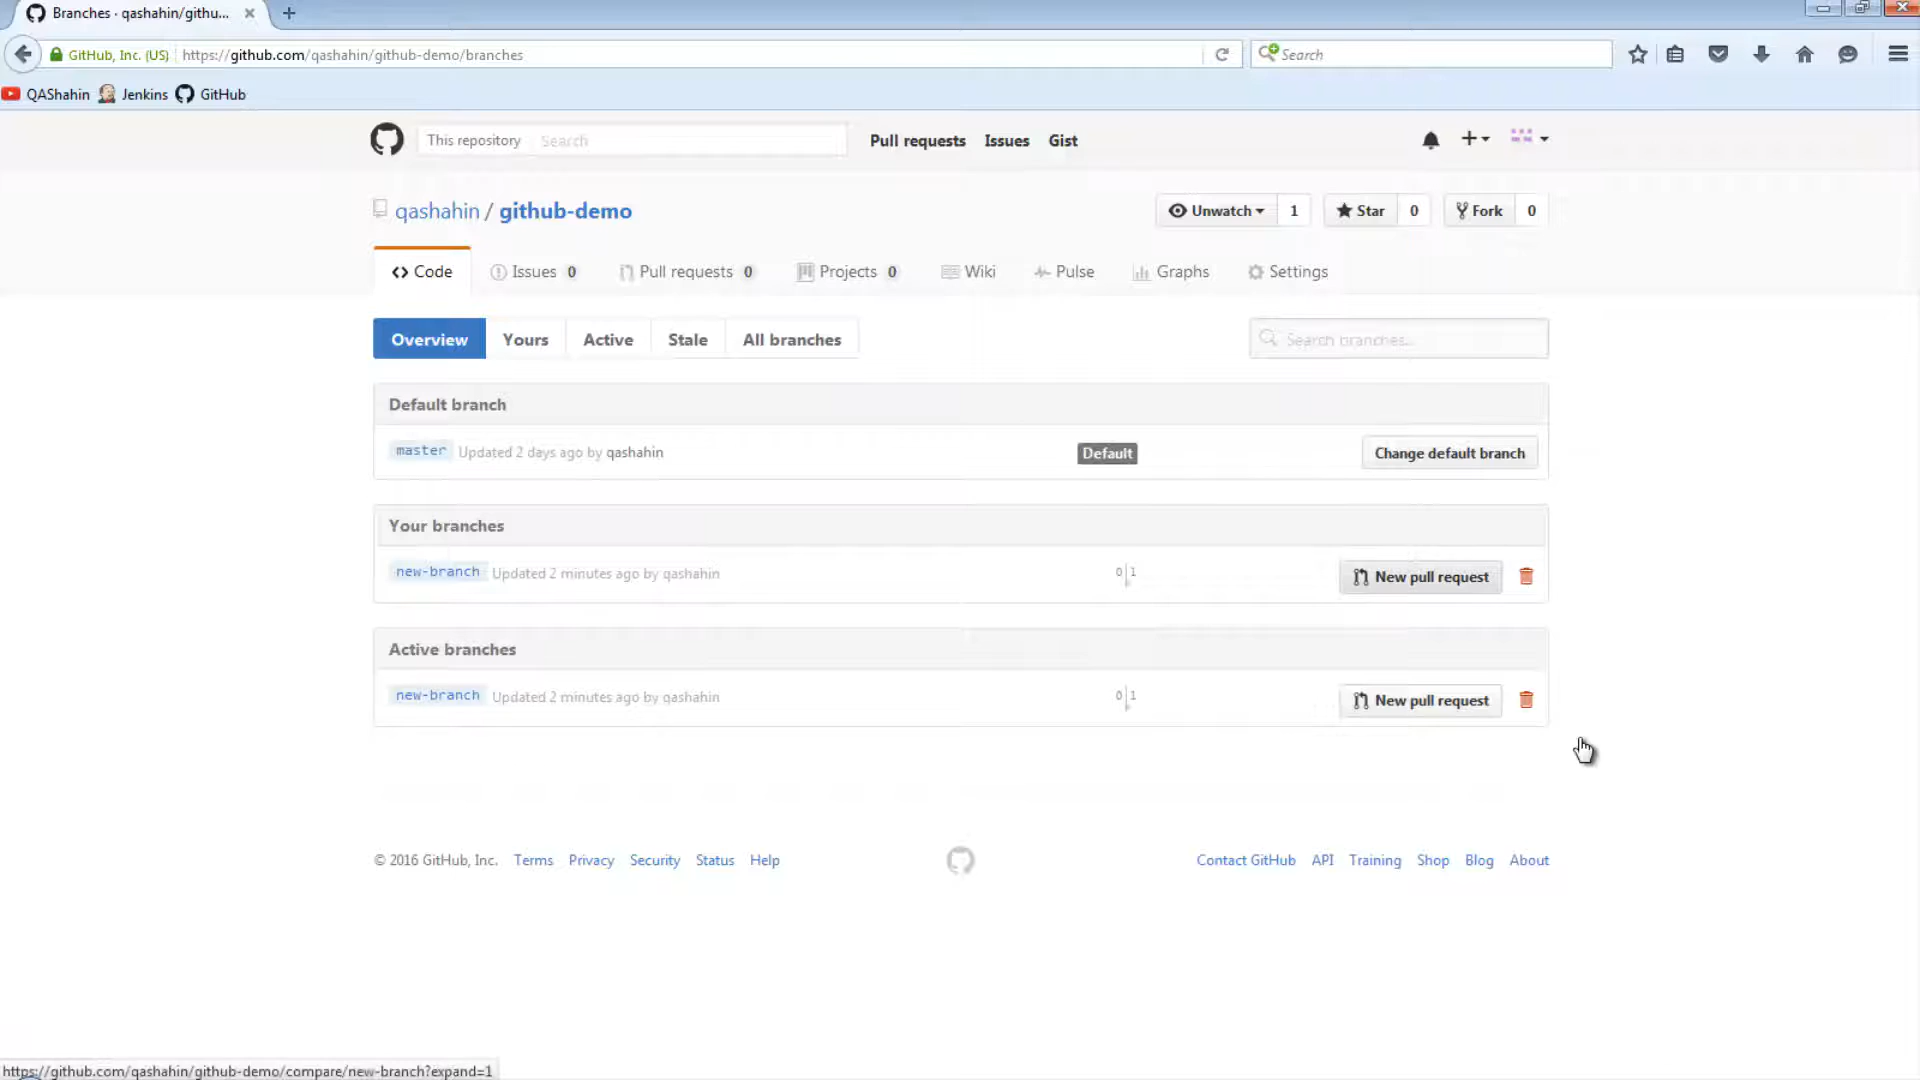 Branches · qashahin/githu...
GitHub, Inc. (US) https://github.com/qashahin/github-demo/branches Search
QAShahin Jenkins GitHub
This repository Search Pull requests Issues Gist
qashahin / github-demo Unwatch 1 Star 0 Fork 0
Code Issues 0 Pull requests 0 Projects 0 Wiki Pulse Graphs Settings
Overview Yours Active Stale All branches Search branches...
Default branch
master Updated 2 days ago by qashahin Default Change default branch
Your branches
new-branch Updated 2 minutes ago by qashahin 0 1 New pull request
Active branches
new-branch Updated 2 minutes ago by qashahin 0 1 New pull request
© 2016 GitHub, Inc. Terms Privacy Security Status Help Contact GitHub API Training Shop Blog About
https://github.com/qashahin/github-demo/compare/new-branch?expand=1